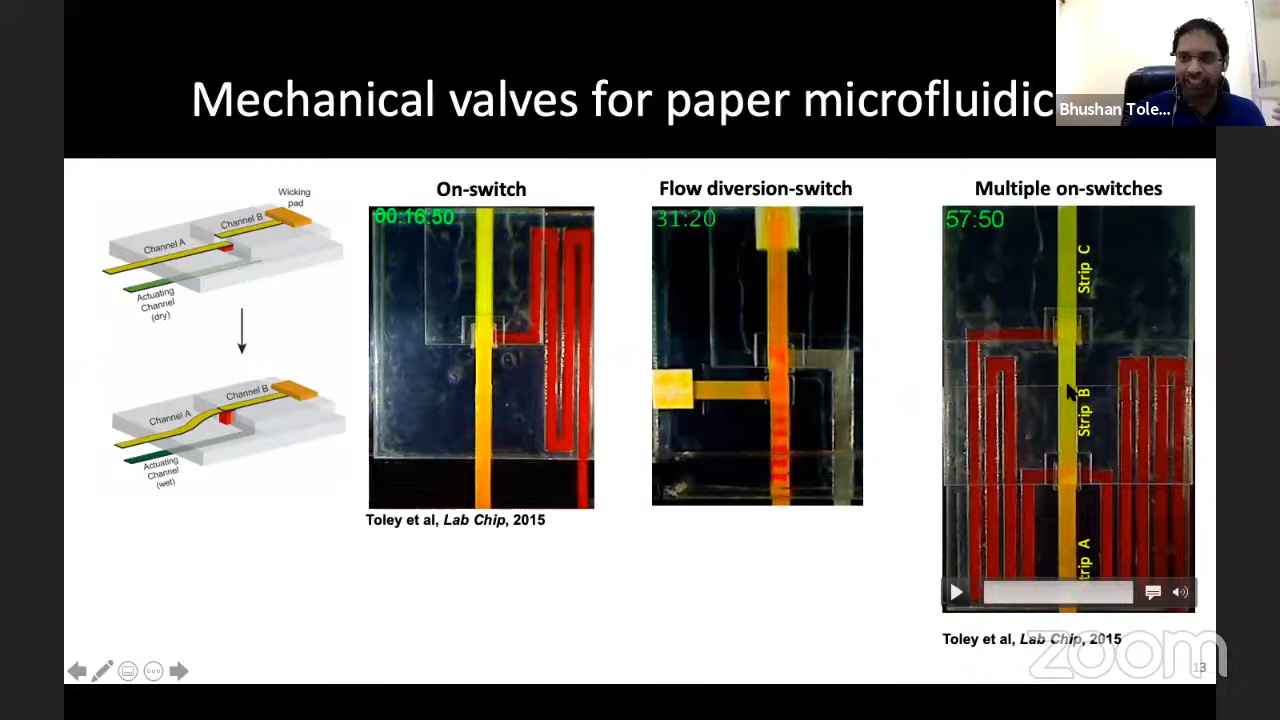 Mechanical valves for paper microfluidic
Bhushan Tole...
On-switch
Flow diversion-switch
Multiple on-switches
Wicking
pad
Channel B
Channel A
Actuating
Channel
(dry)
Channel B
Channel A
Actuating
Channel
(wet)
00:16:50
31:20
57:50
Strip C
Strip B
trip A
Toley et al, Lab Chip, 2015
Toley et al, Lab Chip, 2015
zoom
13